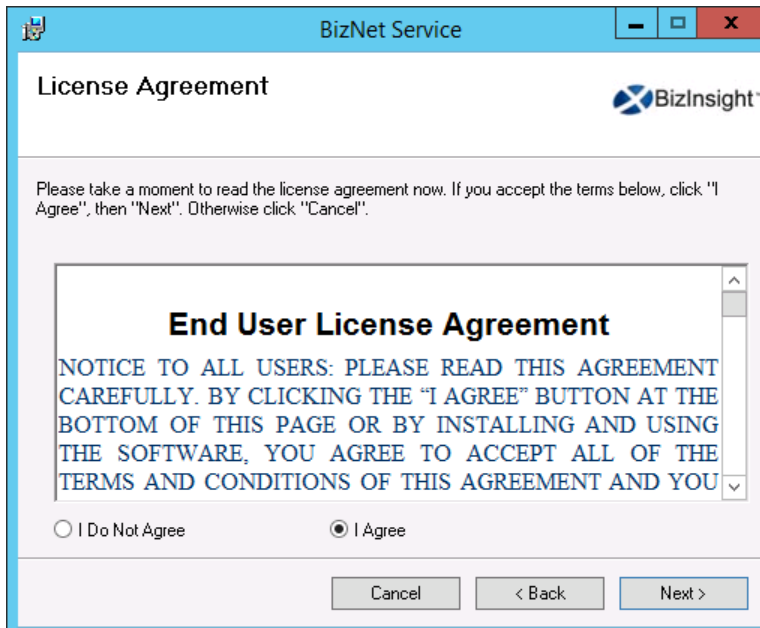 BizNet Service
License Agreement
BizInsight™
Please take a moment to read the license agreement now. If you accept the terms below, click "I
Agree", then "Next". Otherwise click "Cancel".
End User License Agreement
NOTICE TO ALL USERS: PLEASE READ THIS AGREEMENT
CAREFULLY. BY CLICKING THE “I AGREE” BUTTON AT THE
BOTTOM OF THIS PAGE OR BY INSTALLING AND USING
THE SOFTWARE, YOU AGREE TO ACCEPT ALL OF THE
TERMS AND CONDITIONS OF THIS AGREEMENT AND YOU
I Do Not Agree
I Agree
Cancel
< Back
Next >